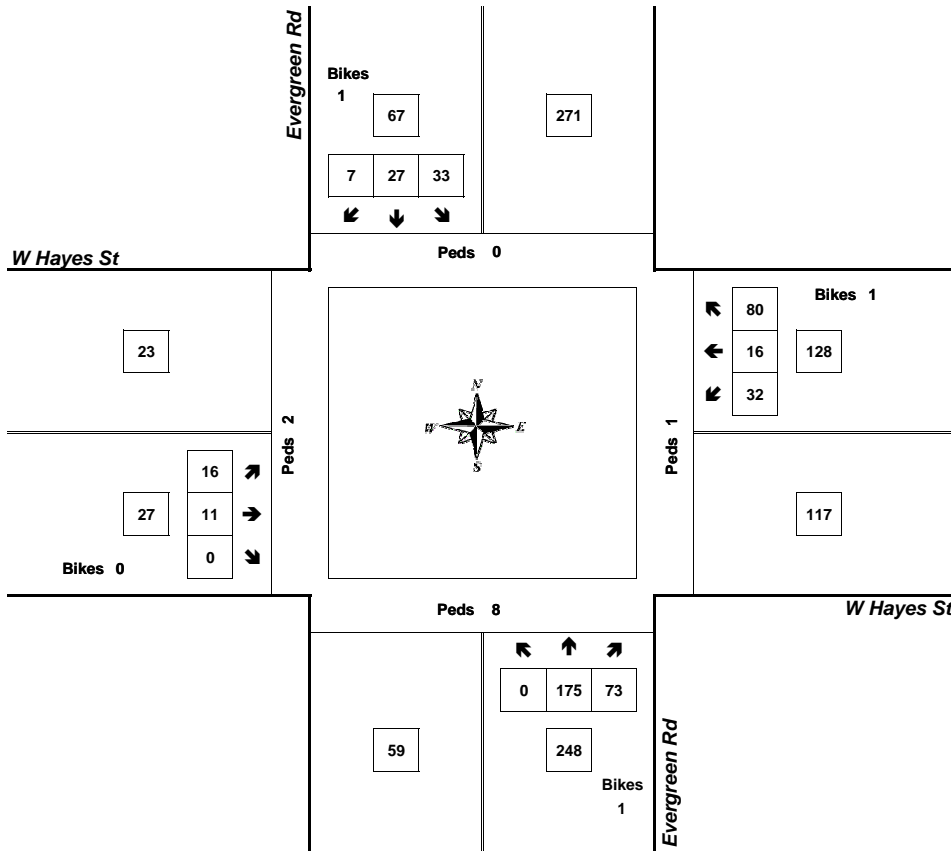 Evergreen Rd
Bikes
1
67
271
7 27 33
Peds 0
W Hayes St
23
80
16
32
Bikes 1
128
Peds 2
N
W E
S
Peds 1
16
11
0
27
Bikes 0
117
Peds 8
W Hayes St
0 175 73
59
248
Bikes
1
Evergreen Rd